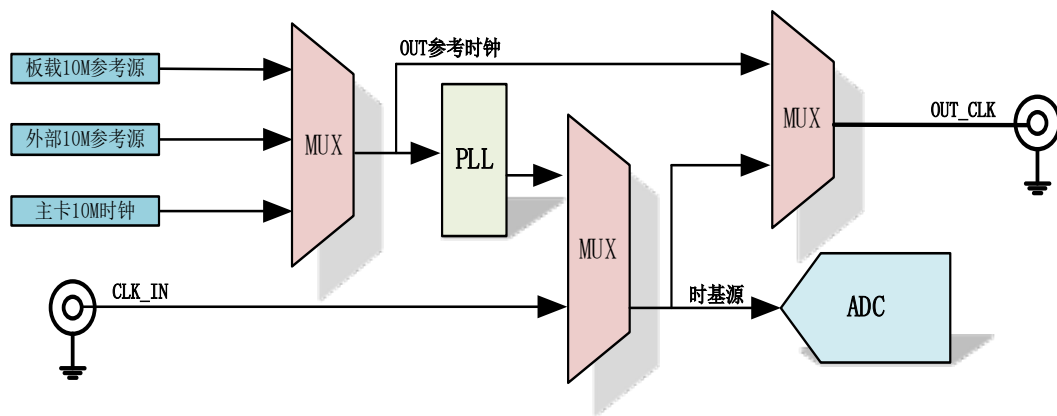 OUT参考时钟
板载10M参考源
外部10M参考源
主卡10M时钟
MUX
PLL
MUX
OUT_CLK
MUX
CLK_IN
时基源
ADC